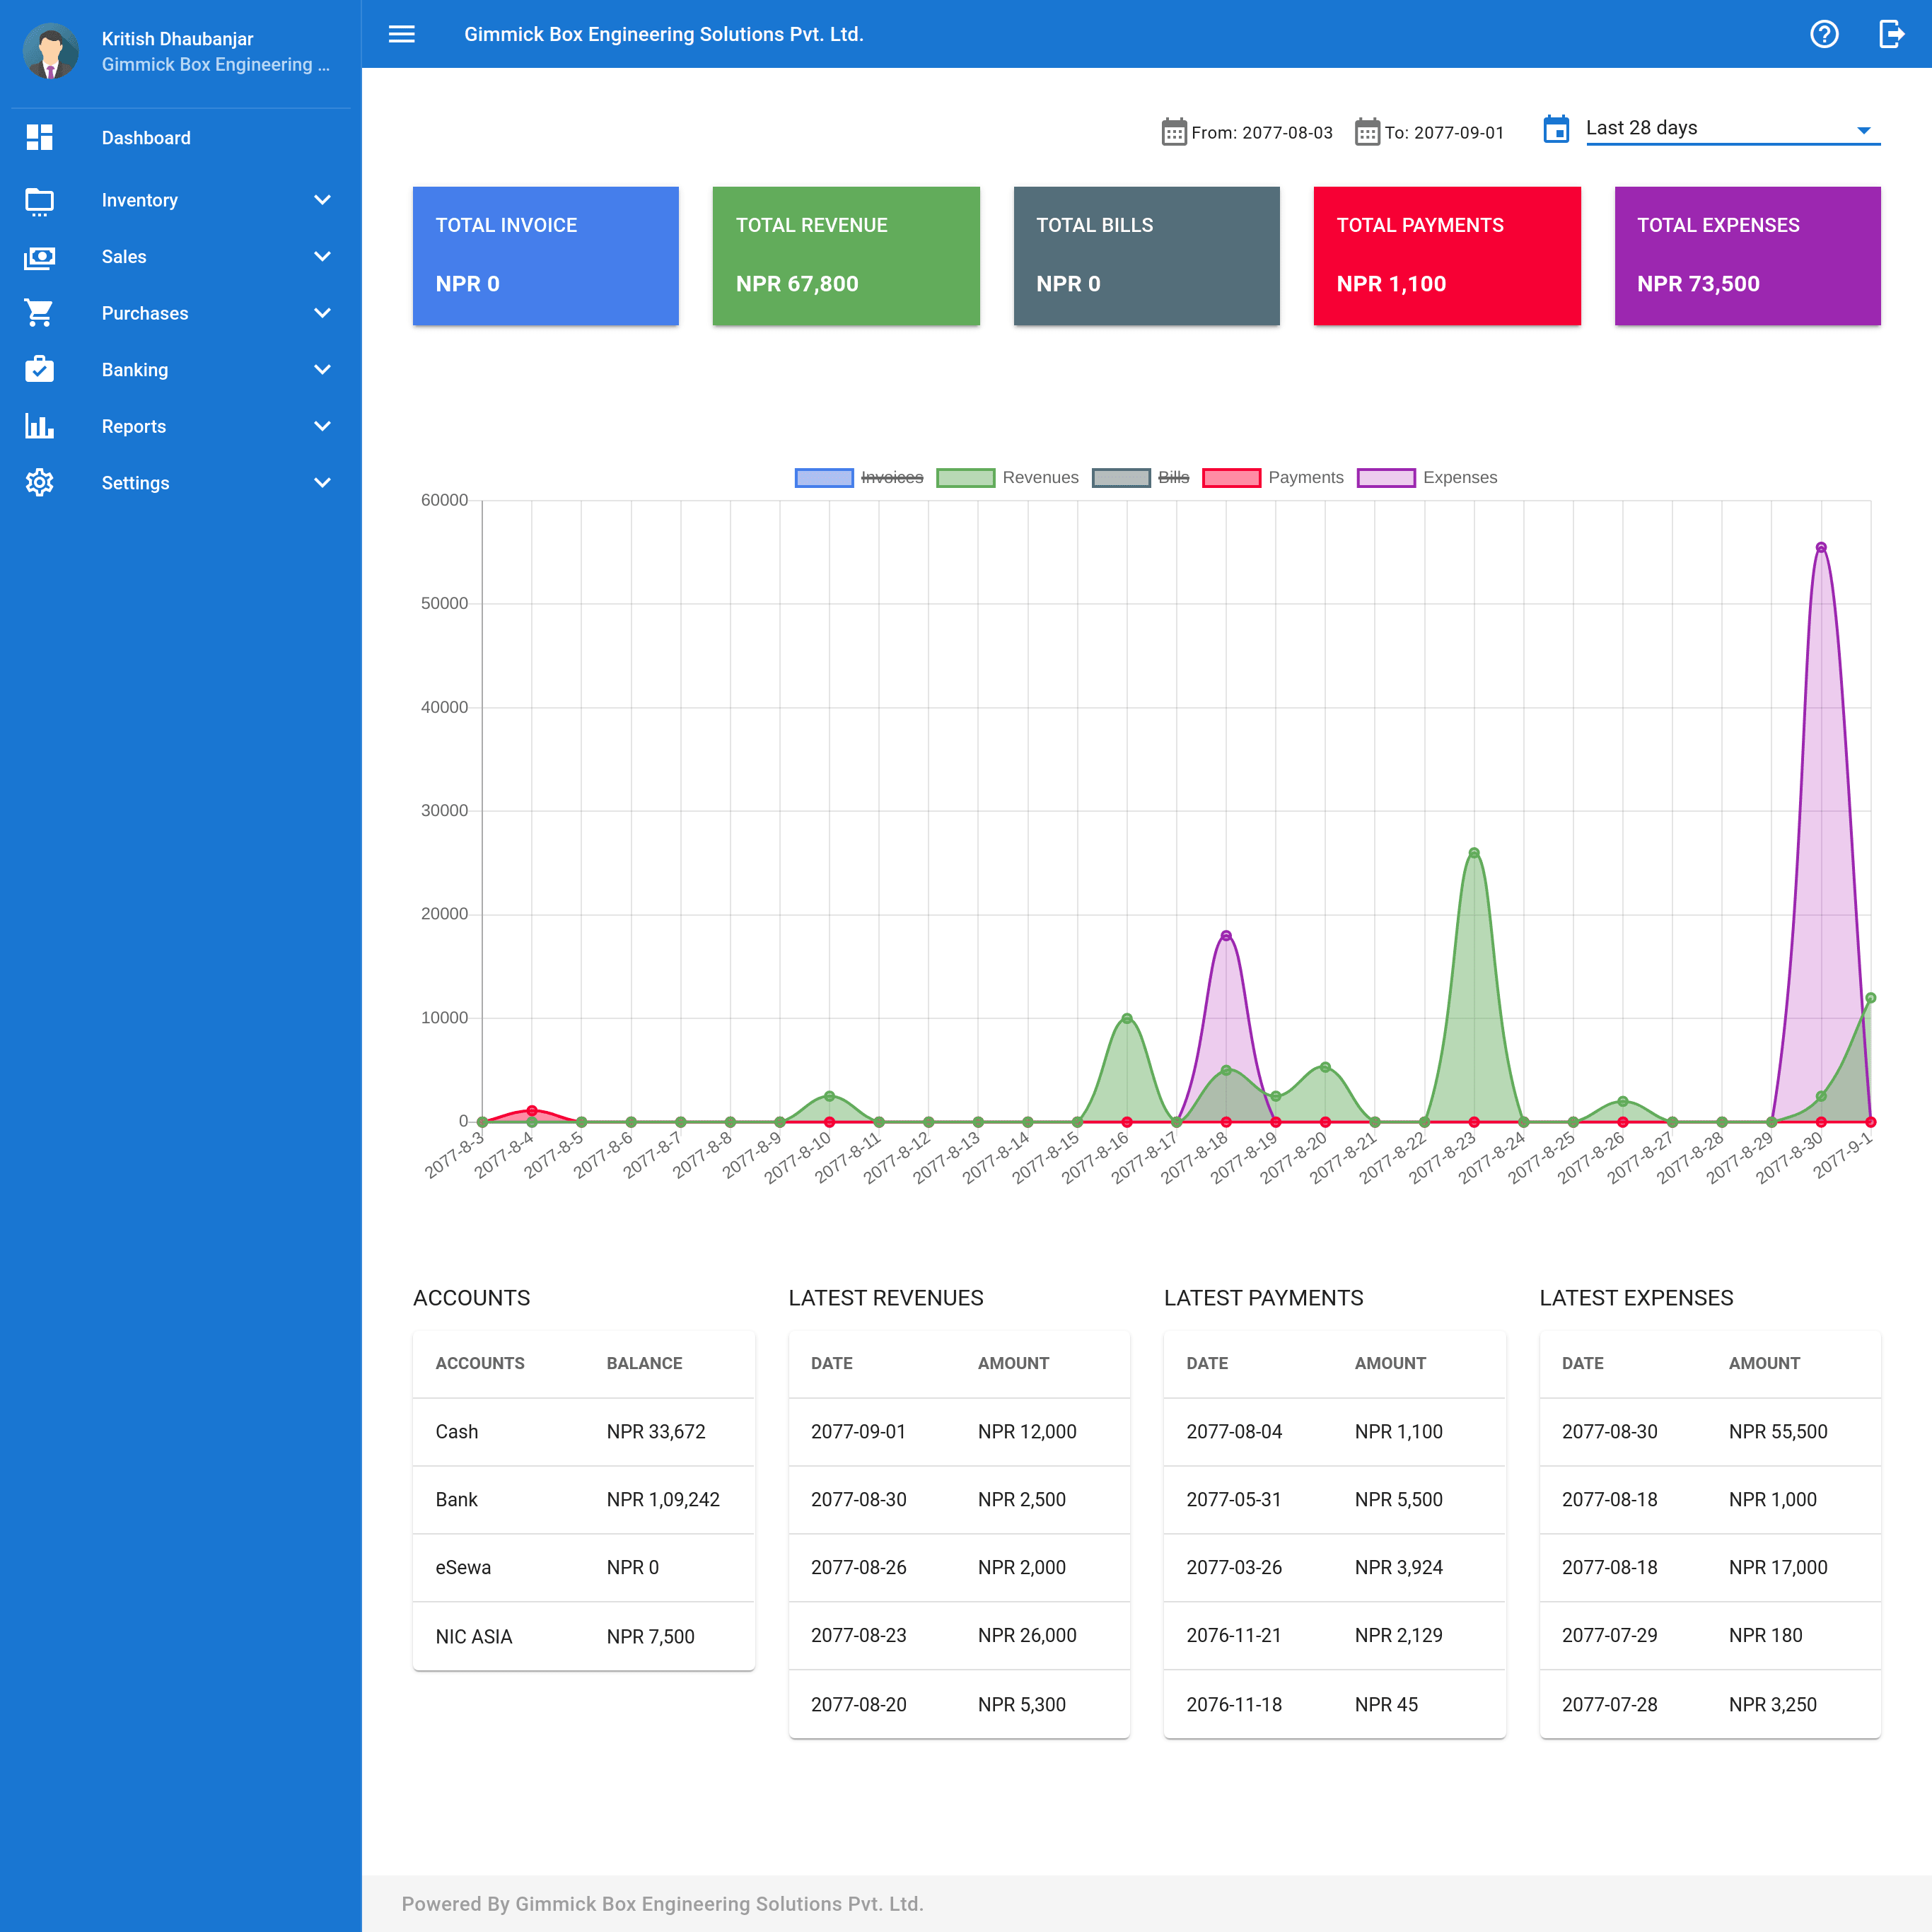 Kritish Dhaubanjar
Gimmick Box Engineering ...
Dashboard
Inventory
Sales
Purchases
Banking
Reports
Settings
Gimmick Box Engineering Solutions Pvt. Ltd.
From: 2077-08-03 To: 2077-09-01 Last 28 days
TOTAL INVOICE
NPR 0
TOTAL REVENUE
NPR 67,800
TOTAL BILLS
NPR 0
TOTAL PAYMENTS
NPR 1,100
TOTAL EXPENSES
NPR 73,500
Invoices Revenues Bills Payments Expenses
60000
50000
40000
30000
20000
10000
0
2077-8-3 2077-8-4 2077-8-5 2077-8-6 2077-8-7 2077-8-8 2077-8-9 2077-8-10 2077-8-11 2077-8-12 2077-8-13 2077-8-14 2077-8-15 2077-8-16 2077-8-17 2077-8-18 2077-8-19 2077-8-20 2077-8-21 2077-8-22 2077-8-23 2077-8-24 2077-8-25 2077-8-26 2077-8-27 2077-8-28 2077-8-29 2077-8-30 2077-9-1
ACCOUNTS
ACCOUNTS BALANCE
Cash NPR 33,672
Bank NPR 1,09,242
eSewa NPR 0
NIC ASIA NPR 7,500
LATEST REVENUES
DATE AMOUNT
2077-09-01 NPR 12,000
2077-08-30 NPR 2,500
2077-08-26 NPR 2,000
2077-08-23 NPR 26,000
2077-08-20 NPR 5,300
LATEST PAYMENTS
DATE AMOUNT
2077-08-04 NPR 1,100
2077-05-31 NPR 5,500
2077-03-26 NPR 3,924
2076-11-21 NPR 2,129
2076-11-18 NPR 45
LATEST EXPENSES
DATE AMOUNT
2077-08-30 NPR 55,500
2077-08-18 NPR 1,000
2077-08-18 NPR 17,000
2077-07-29 NPR 180
2077-07-28 NPR 3,250
Powered By Gimmick Box Engineering Solutions Pvt. Ltd.